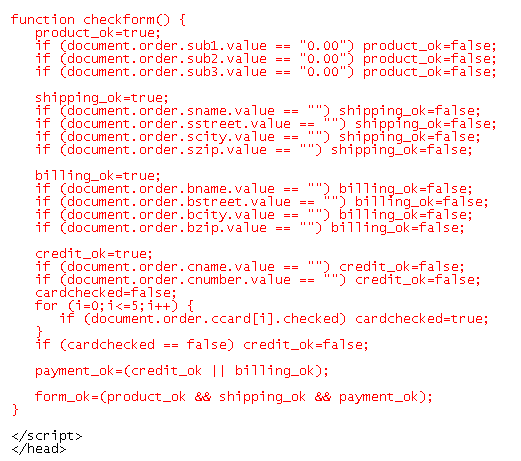 function checkform() {
   product_ok=true;
   if (document.order.sub1.value == "0.00") product_ok=false;
   if (document.order.sub2.value == "0.00") product_ok=false;
   if (document.order.sub3.value == "0.00") product_ok=false;

   shipping_ok=true;
   if (document.order.sname.value == "") shipping_ok=false;
   if (document.order.sstreet.value == "") shipping_ok=false;
   if (document.order.scity.value == "") shipping_ok=false;
   if (document.order.szip.value == "") shipping_ok=false;

   billing_ok=true;
   if (document.order.bname.value == "") billing_ok=false;
   if (document.order.bstreet.value == "") billing_ok=false;
   if (document.order.bcity.value == "") billing_ok=false;
   if (document.order.bzip.value == "") billing_ok=false;

   credit_ok=true;
   if (document.order.cname.value == "") credit_ok=false;
   if (document.order.cnumber.value == "") credit_ok=false;
   cardchecked=false;
   for (i=0;i<=5;i++) {
      if (document.order.ccard[i].checked) cardchecked=true;
   }
   if (cardchecked == false) credit_ok=false;

   payment_ok=(credit_ok || billing_ok);

   form_ok=(product_ok && shipping_ok && payment_ok);
}

</script>
</head>